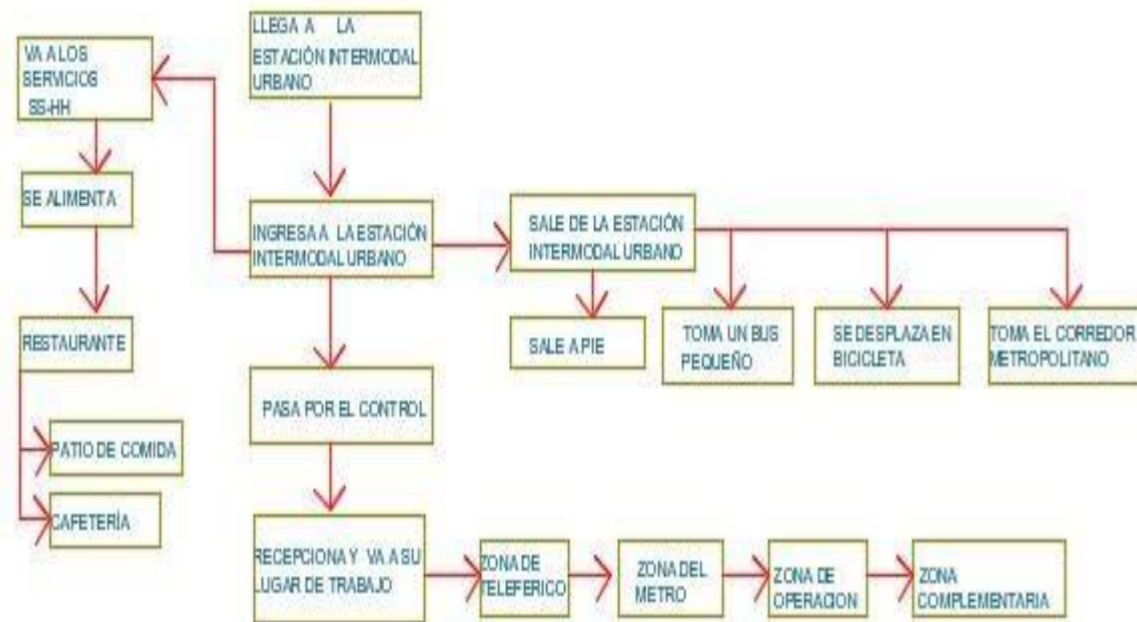 LLEGA A LA
ESTACIÓN INTERMODAL
URBANO
VA A LOS
SERVICIOS
SS-HH
SE ALIMENTA
RESTAURANTE
PATIO DE COMIDA
CAFETERÍA
INGRESA A LA ESTACIÓN
INTERMODAL URBANO
SALE DE LA ESTACIÓN
INTERMODAL URBANO
SALE A PIE
TOMA UN BUS
PEQUEÑO
SE DESPLAZA EN
BICICLETA
TOMA EL CORREDOR
METROPOLITANO
PASA POR EL CONTROL
RECEPCIONA Y VA A SU
LUGAR DE TRABAJO
ZONA DE
TELEFERICO
ZONA DEL
METRO
ZONA DE
OPERACION
ZONA
COMPLEMENTARIA